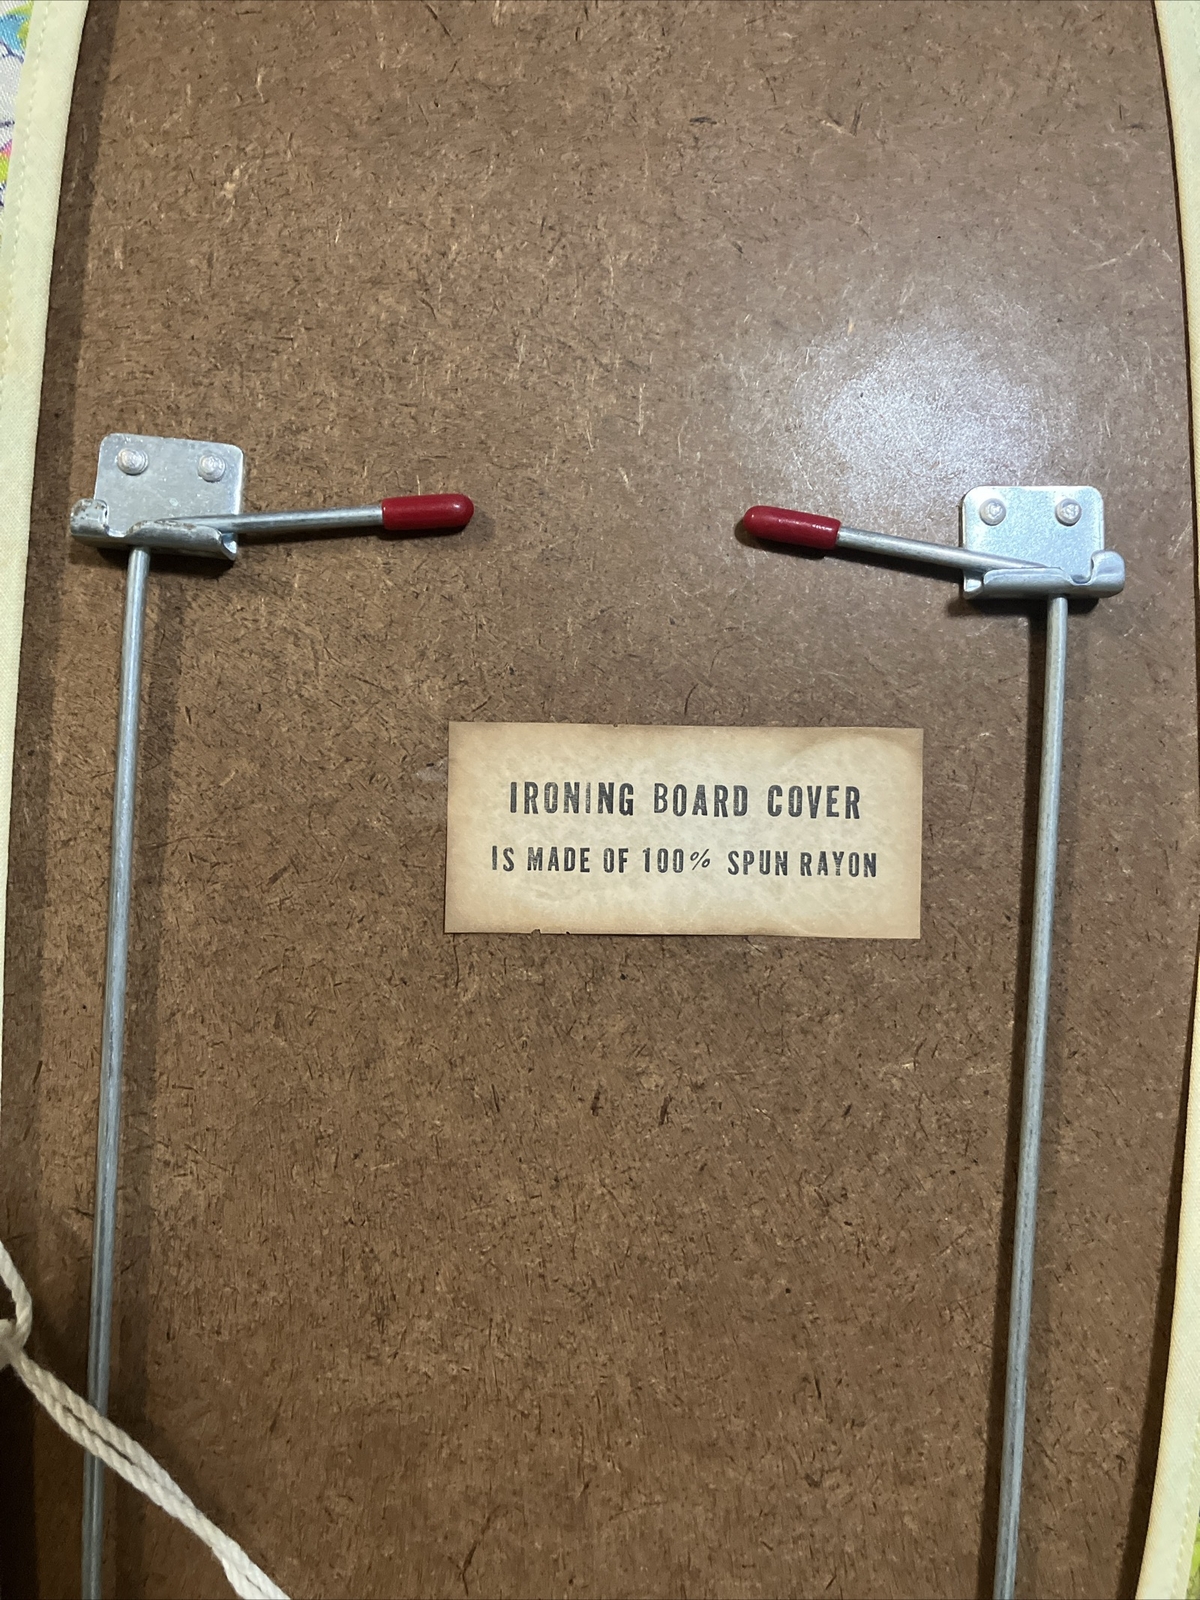 IRONING BOARD COVER
IS MADE OF 100% SPUN RAYON